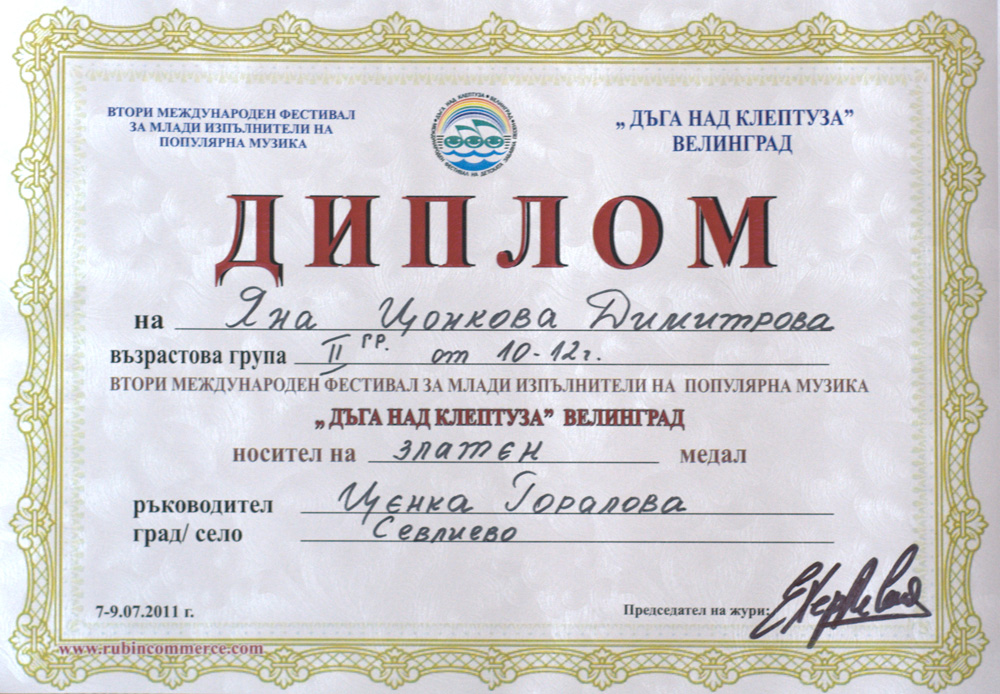 ВТОРИ МЕЖДУНАРОДЕН ФЕСТИВАЛ
ЗА МЛАДИ ИЗПЪЛНИТЕЛИ НА
ПОПУЛЯРНА МУЗИКА
„ДЪГА НАД КЛЕПТУЗА”
ВЕЛИНГРАД
ДИПЛОМ
на Яна Цонкова Димитрова
възрастова група II гр. от 10-12г.
ВТОРИ МЕЖДУНАРОДЕН ФЕСТИВАЛ ЗА МЛАДИ ИЗПЪЛНИТЕЛИ НА ПОПУЛЯРНА МУЗИКА
„ДЪГА НАД КЛЕПТУЗА” ВЕЛИНГРАД
носител на златен медал
ръководител Ценка Горалова
град/ село Севлиево
7-9.07.2011 г.
Председател на жури:
www.rubincommerce.com